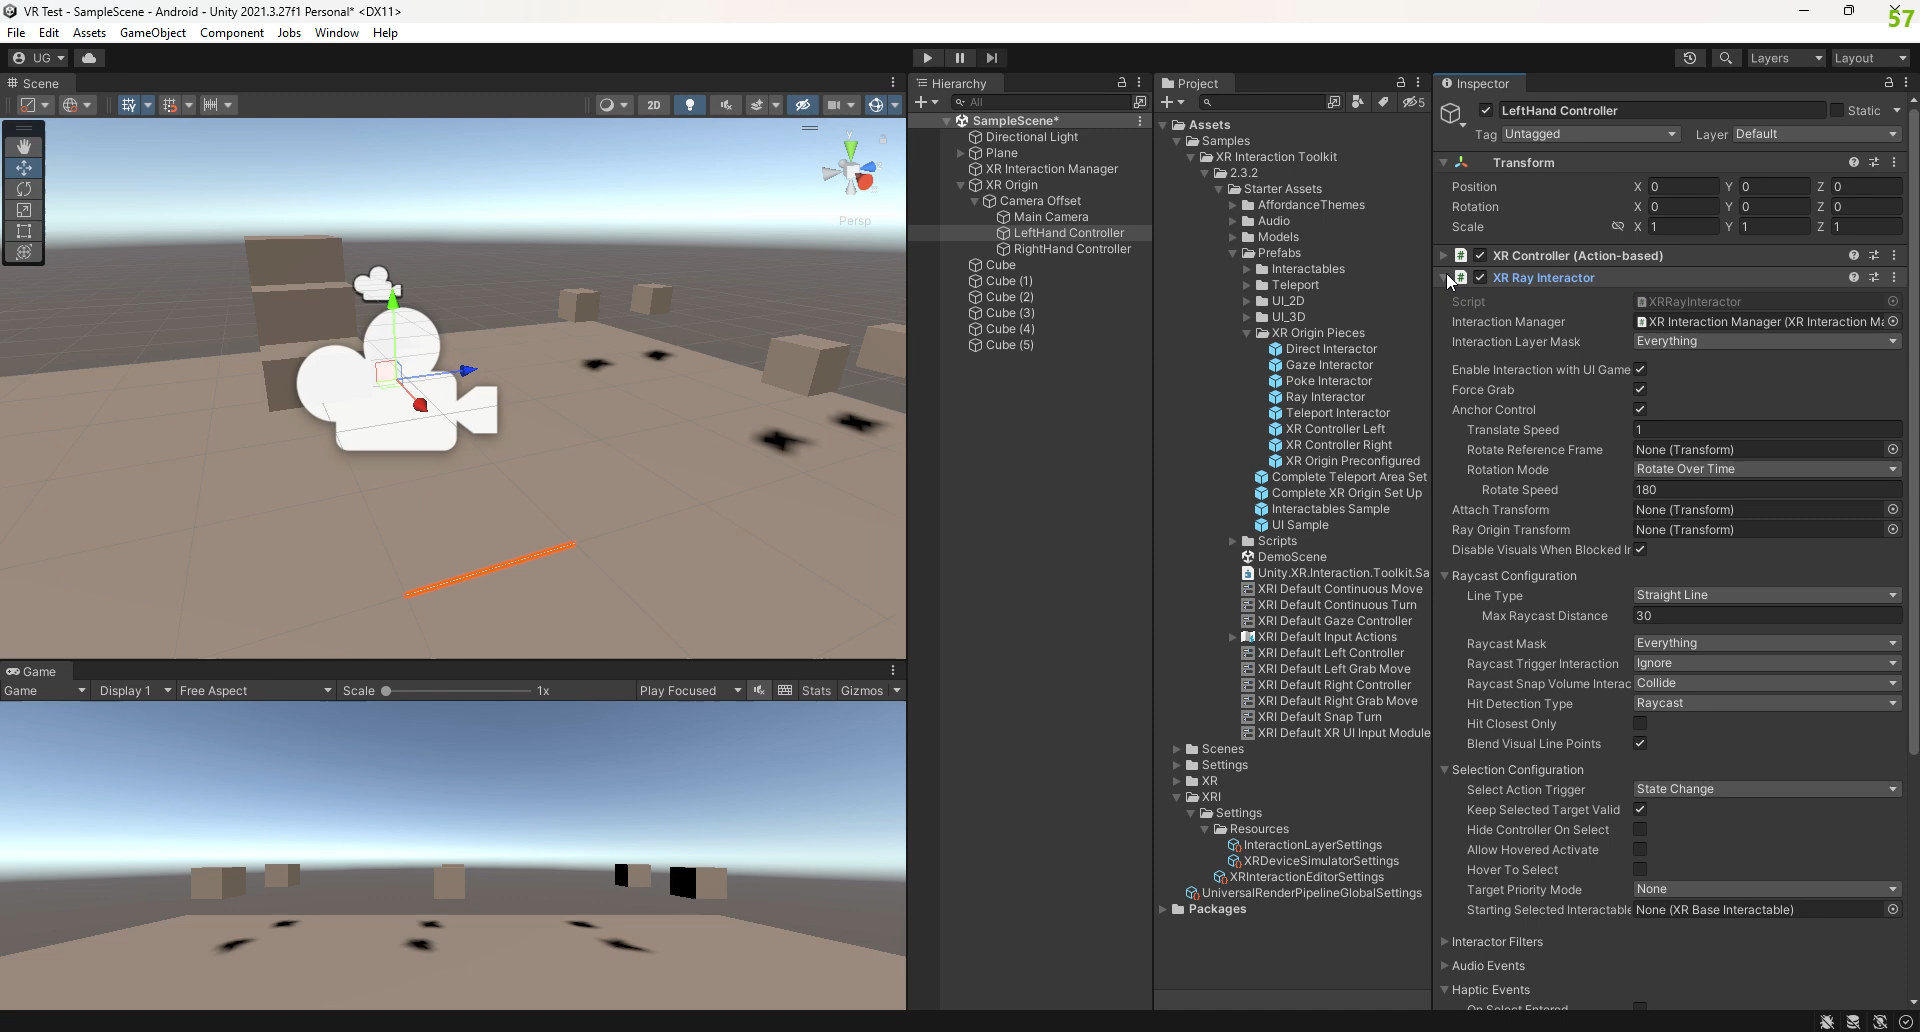 VR Test - SampleScene - Android - Unity 2021.3.27f1 Personal* <DX11>
57
File Edit Assets GameObject Component Jobs Window Help
UG
Layers
Layout
Scene
2D
y
Persp
Hierarchy
All
SampleScene*
Directional Light
Plane
XR Interaction Manager
XR Origin
Camera Offset
Main Camera
LeftHand Controller
RightHand Controller
Cube
Cube (1)
Cube (2)
Cube (3)
Cube (4)
Cube (5)
Project
5
Assets
Samples
XR Interaction Toolkit
2.3.2
Starter Assets
AffordanceThemes
Audio
Models
Prefabs
Interactables
Teleport
UI_2D
UI_3D
XR Origin Pieces
Direct Interactor
Gaze Interactor
Poke Interactor
Ray Interactor
Teleport Interactor
XR Controller Left
XR Controller Right
XR Origin Preconfigured
Complete Teleport Area Set
Complete XR Origin Set Up
Interactables Sample
UI Sample
Scripts
DemoScene
Unity.XR.Interaction.Toolkit.Sa
XRI Default Continuous Move
XRI Default Continuous Turn
XRI Default Gaze Controller
XRI Default Input Actions
XRI Default Left Controller
XRI Default Left Grab Move
XRI Default Right Controller
XRI Default Right Grab Move
XRI Default Snap Turn
XRI Default XR UI Input Module
Scenes
Settings
XR
XRI
Settings
Resources
InteractionLayerSettings
XRDeviceSimulatorSettings
XRInteractionEditorSettings
UniversalRenderPipelineGlobalSettings
Packages
Inspector
LeftHand Controller Static
Tag Untagged Layer Default
Transform
Position X 0 Y 0 Z 0
Rotation X 0 Y 0 Z 0
Scale X 1 Y 1 Z 1
XR Controller (Action-based)
XR Ray Interactor
Script XRRayInteractor
Interaction Manager XR Interaction Manager (XR Interaction Ma
Interaction Layer Mask Everything
Enable Interaction with UI Game
Force Grab
Anchor Control
Translate Speed 1
Rotate Reference Frame None (Transform)
Rotation Mode Rotate Over Time
Rotate Speed 180
Attach Transform None (Transform)
Ray Origin Transform None (Transform)
Disable Visuals When Blocked Ir
Raycast Configuration
Line Type Straight Line
Max Raycast Distance 30
Raycast Mask Everything
Raycast Trigger Interaction Ignore
Raycast Snap Volume Interac Collide
Hit Detection Type Raycast
Hit Closest Only
Blend Visual Line Points
Selection Configuration
Select Action Trigger State Change
Keep Selected Target Valid
Hide Controller On Select
Allow Hovered Activate
Hover To Select
Target Priority Mode None
Starting Selected Interactable None (XR Base Interactable)
Interactor Filters
Audio Events
Haptic Events
On Select Entered
Game
Game Display 1 Free Aspect Scale 1x Play Focused Stats Gizmos